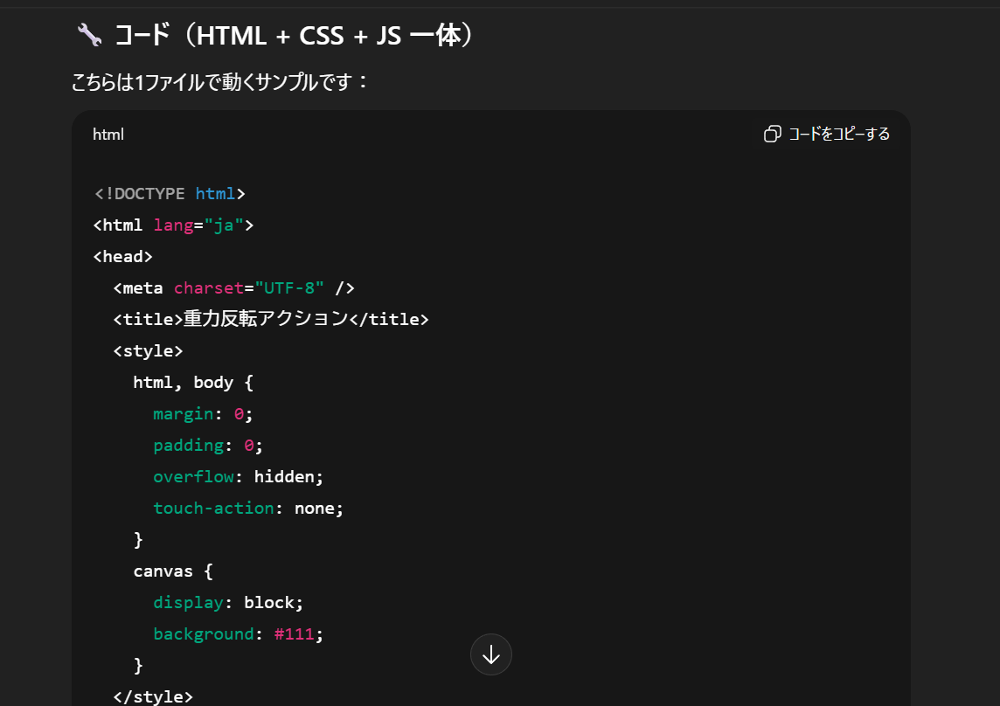 🔧 コード（HTML + CSS + JS 一体）
こちらは1ファイルで動くサンプルです：
html
コードをコピーする
<!DOCTYPE html>
<html lang="ja">
<head>
  <meta charset="UTF-8" />
  <title>重力反転アクション</title>
  <style>
    html, body {
      margin: 0;
      padding: 0;
      overflow: hidden;
      touch-action: none;
    }
    canvas {
      display: block;
      background: #111;
    }
  </style>